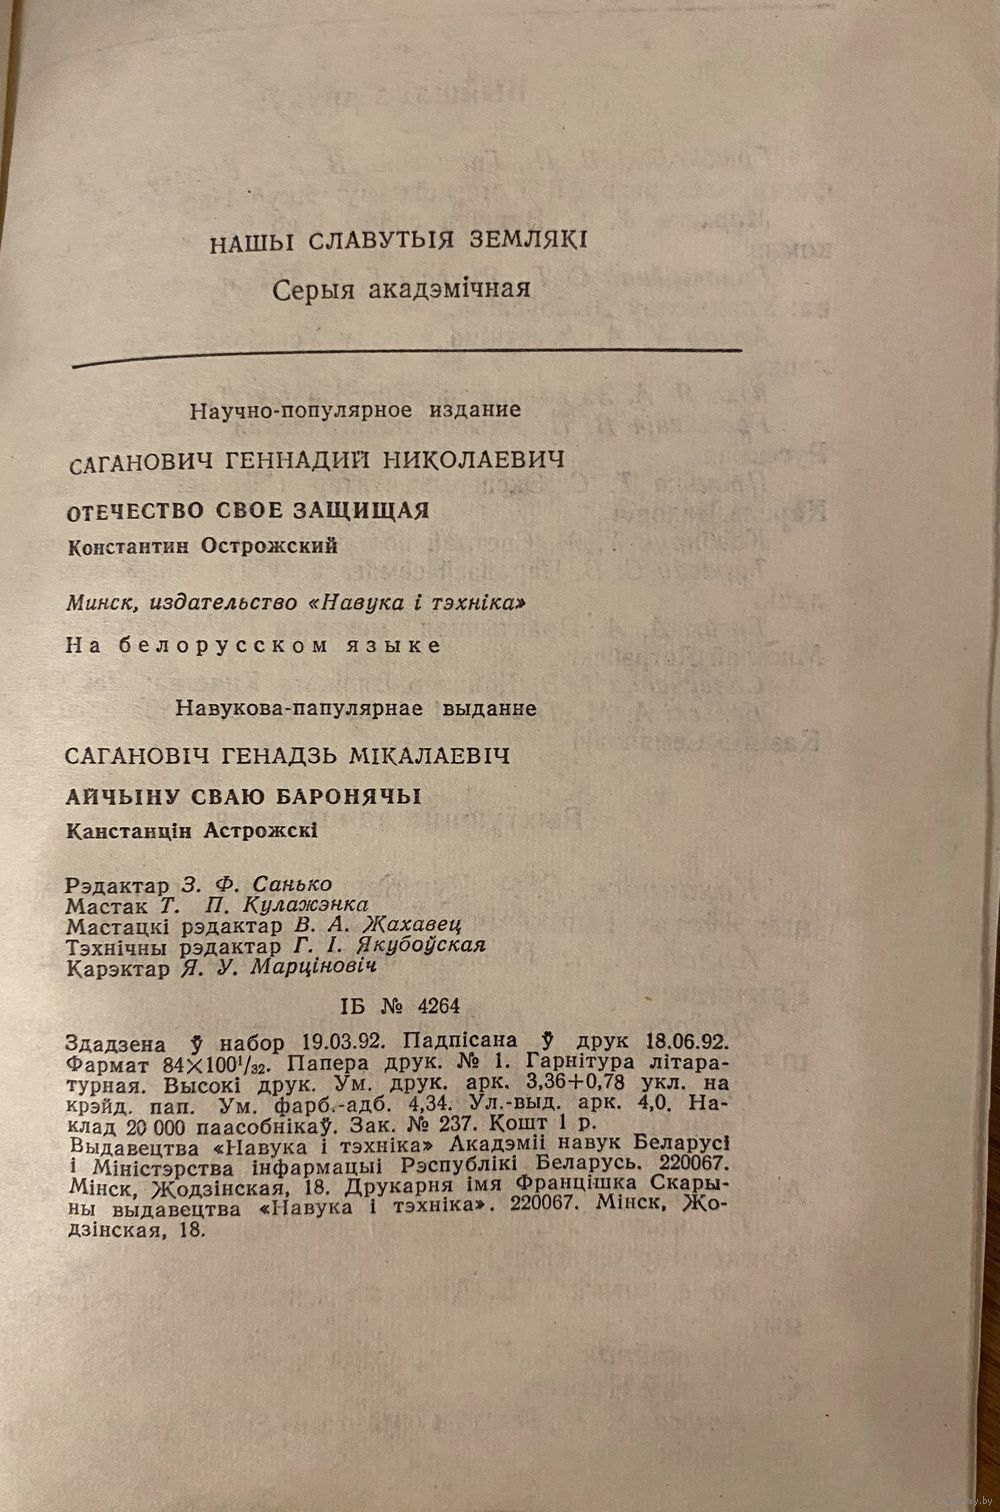 НАШЫ СЛАВУТЫЯ ЗЕМЛЯКІ
Серыя акадэмічная
Научно-популярное издание
САГАНОВИЧ ГЕННАДИЙ НИКОЛАЕВИЧ
ОТЕЧЕСТВО СВОЕ ЗАЩИЩАЯ
Константин Острожский
Минск, издательство «Навука і тэхніка»
На белорусском языке
Навукова-папулярнае выданне
САГАНОВІЧ ГЕНАДЗЬ МІКАЛАЕВІЧ
АЙЧЫНУ СВАЮ БАРОНЯЧЫ
Канстанцін Астрожскі
Рэдактар З. Ф. Санько
Мастак Т. П. Кулажэнка
Мастацкі рэдактар В. А. Жахавец
Тэхнічны рэдактар Г. І. Якубоўская
Карэктар Я. У. Марціновіч
ІБ № 4264
Здадзена ў набор 19.03.92. Падпісана ў друк 18.06.92.
Фармат 84×100¹/₃₂. Папера друк. № 1. Гарнітура літара-
турная. Высокі друк. Ум. друк. арк. 3,36+0,78 укл. на
крэйд. пап. Ум. фарб.-адб. 4,34. Ул.-выд. арк. 4,0. На-
клад 20 000 паасобнікаў. Зак. № 237. Кошт 1 р.
Выдавецтва «Навука і тэхніка» Акадэміі навук Беларусі
і Міністэрства інфармацыі Рэспублікі Беларусь. 220067.
Мінск, Жодзінская, 18. Друкарня імя Францішка Скары-
ны выдавецтва «Навука і тэхніка». 220067. Мінск, Жо-
дзінская, 18.